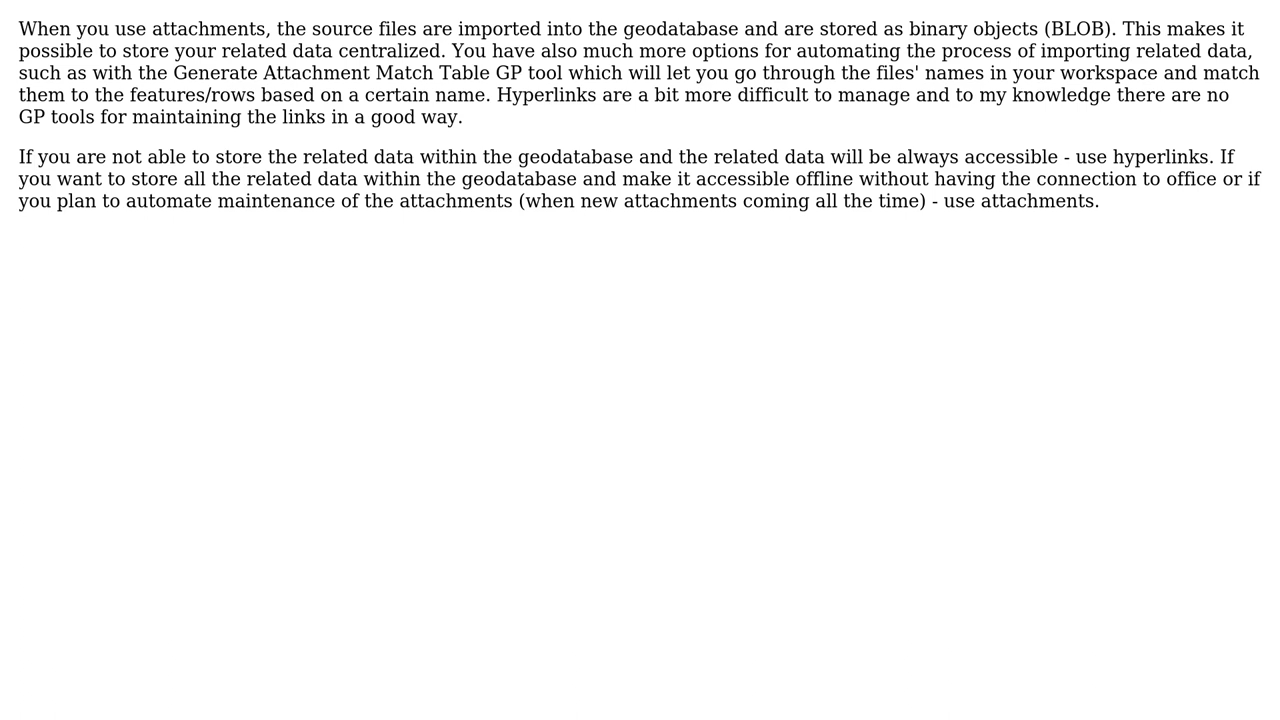 When you use attachments, the source files are imported into the geodatabase and are stored as binary objects (BLOB). This makes it
possible to store your related data centralized. You have also much more options for automating the process of importing related data,
such as with the Generate Attachment Match Table GP tool which will let you go through the files' names in your workspace and match
them to the features/rows based on a certain name. Hyperlinks are a bit more difficult to manage and to my knowledge there are no
GP tools for maintaining the links in a good way.
If you are not able to store the related data within the geodatabase and the related data will be always accessible - use hyperlinks. If
you want to store all the related data within the geodatabase and make it accessible offline without having the connection to office or if
you plan to automate maintenance of the attachments (when new attachments coming all the time) - use attachments.